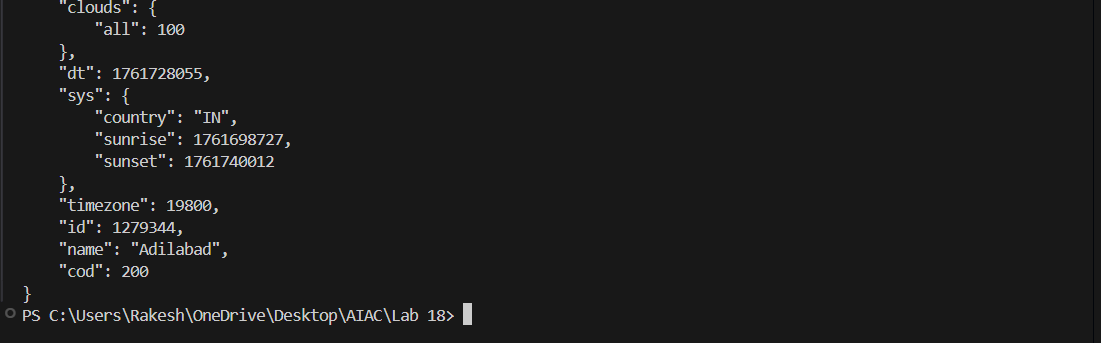 "clouds": {
        "all": 100
    },
    "dt": 1761728055,
    "sys": {
        "country": "IN",
        "sunrise": 1761698727,
        "sunset": 1761740012
    },
    "timezone": 19800,
    "id": 1279344,
    "name": "Adilabad",
    "cod": 200
}
PS C:\Users\Rakesh\OneDrive\Desktop\AIAC\Lab 18>